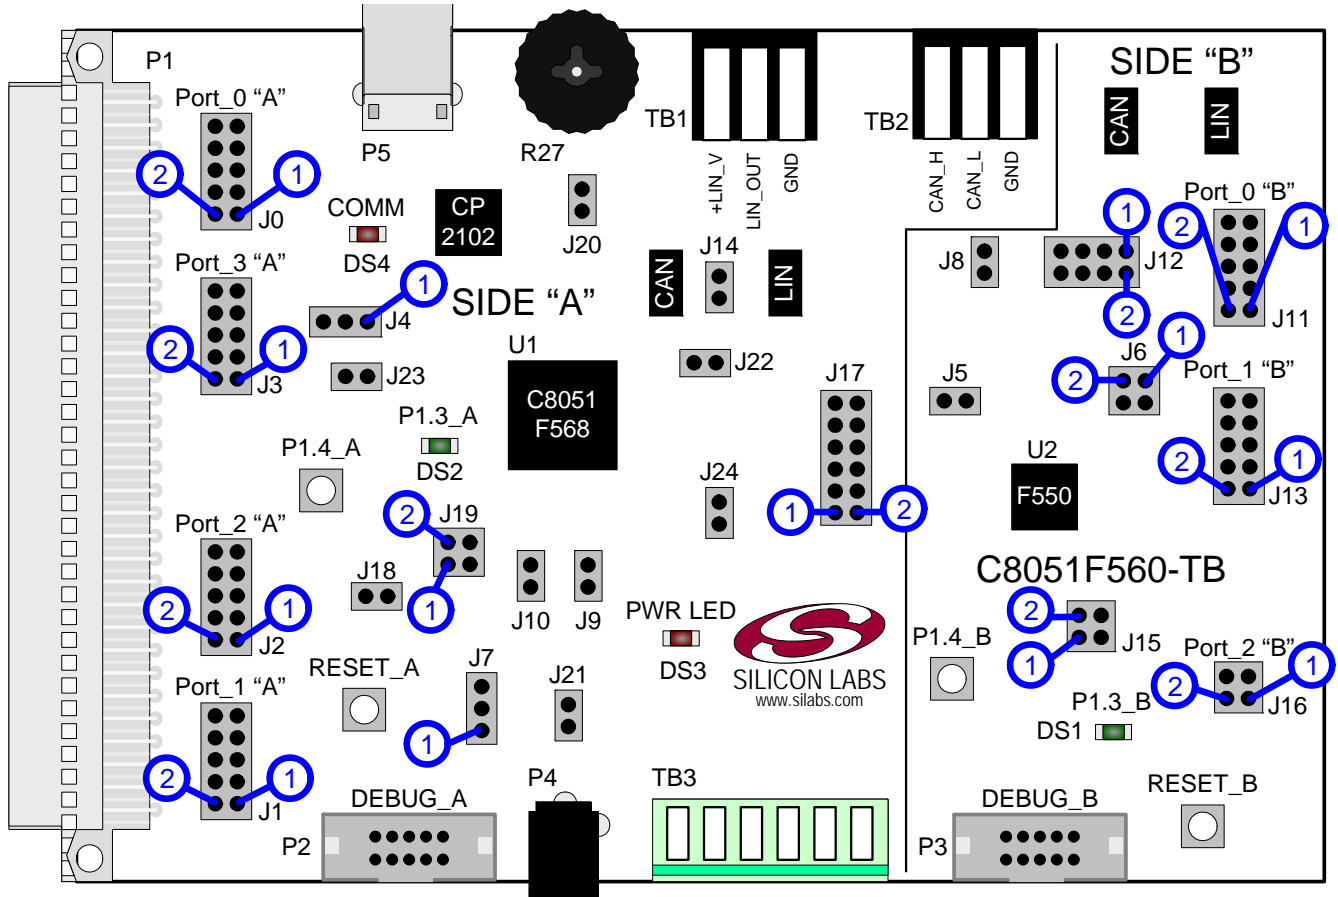 P1
Port_0 “A”
2
1
J0
P5
COMM
DS4
CP
2102
R27
J20
TB1
+LIN_V
LIN_OUT
GND
TB2
CAN_H
CAN_L
GND
SIDE “B”
CAN
LIN
Port_3 “A”
2
1
J3
1
J4
J23
SIDE “A”
U1
C8051
F568
CAN
J14
LIN
J22
J17
1
2
J8
1
J12
2
Port_0 “B”
2
1
J11
J6
1
2
J5
Port_1 “B”
2
1
J13
P1.3_A
DS2
P1.4_A
J24
U2
F550
Port_2 “A”
2
1
J2
2
J19
1
J18
J10
J9
PWR LED
DS3
SILICON LABS
www.silabs.com
C8051F560-TB
2
1
J15
P1.4_B
Port_2 “B”
2
1
J16
P1.3_B
DS1
RESET_A
J7
1
J21
Port_1 “A”
2
1
J1
DEBUG_A
P2
P4
TB3
DEBUG_B
P3
RESET_B